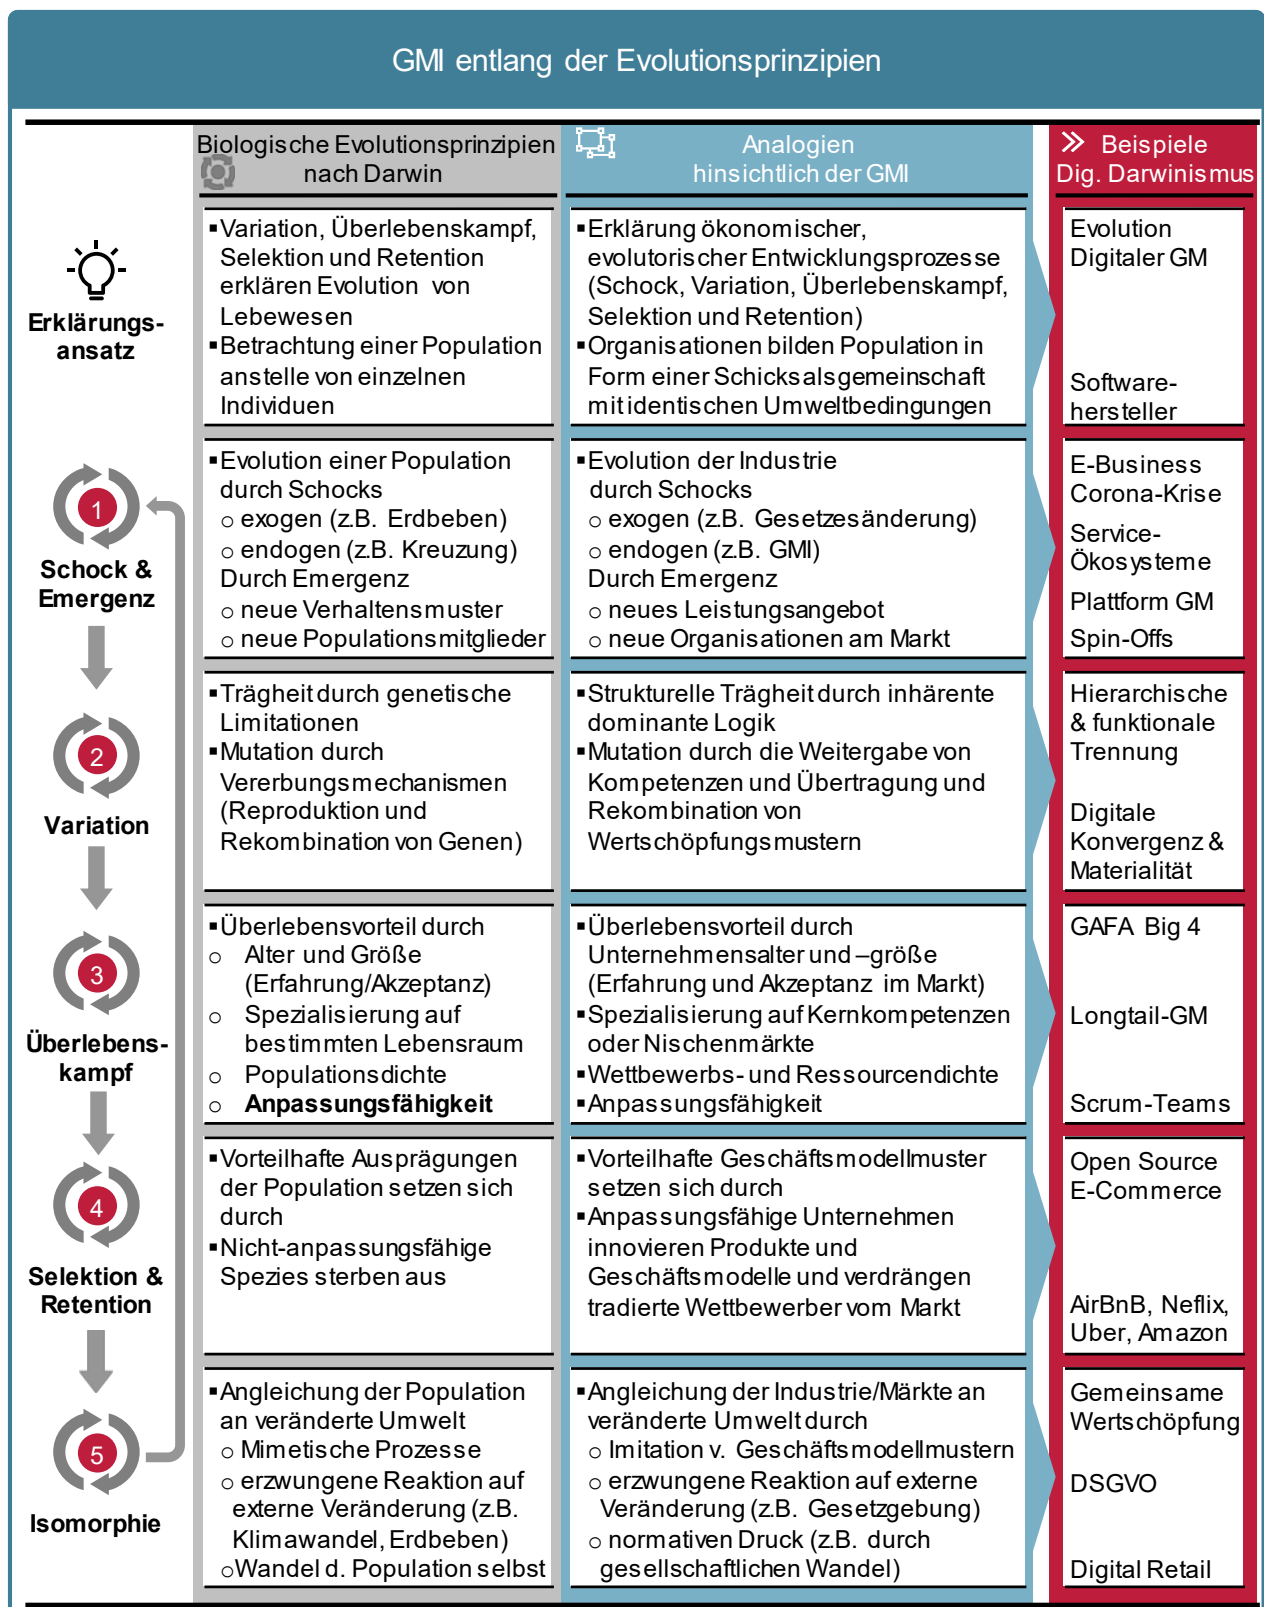 GMI entlang der Evolutionsprinzipien
Biologische Evolutionsprinzipien
nach Darwin
Analogien
hinsichtlich der GMI
Beispiele
Dig. Darwinismus
Erklärungs-
ansatz
▪Variation, Überlebenskampf,
Selektion und Retention
erklären Evolution von
Lebewesen
▪Betrachtung einer Population
anstelle von einzelnen
Individuen
▪Erklärung ökonomischer,
evolutorischer Entwicklungsprozesse
(Schock, Variation, Überlebenskampf,
Selektion und Retention)
▪Organisationen bilden Population in
Form einer Schicksalsgemeinschaft
mit identischen Umweltbedingungen
Evolution
Digitaler GM
Software-
hersteller
1
Schock &
Emergenz
▪Evolution einer Population
durch Schocks
o exogen (z.B. Erdbeben)
o endogen (z.B. Kreuzung)
Durch Emergenz
o neue Verhaltensmuster
o neue Populationsmitglieder
▪Evolution der Industrie
durch Schocks
o exogen (z.B. Gesetzesänderung)
o endogen (z.B. GMI)
Durch Emergenz
o neues Leistungsangebot
o neue Organisationen am Markt
E-Business
Corona-Krise
Service-
Ökosysteme
Plattform GM
Spin-Offs
2
Variation
▪Trägheit durch genetische
Limitationen
▪Mutation durch
Vererbungsmechanismen
(Reproduktion und
Rekombination von Genen)
▪Strukturelle Trägheit durch inhärente
dominante Logik
▪Mutation durch die Weitergabe von
Kompetenzen und Übertragung und
Rekombination von
Wertschöpfungsmustern
Hierarchische
& funktionale
Trennung
Digitale
Konvergenz &
Materialität
3
Überlebens-
kampf
▪Überlebensvorteil durch
o Alter und Größe
(Erfahrung/Akzeptanz)
o Spezialisierung auf
bestimmten Lebensraum
o Populationsdichte
o Anpassungsfähigkeit
▪Überlebensvorteil durch
Unternehmensalter und –größe
(Erfahrung und Akzeptanz im Markt)
▪Spezialisierung auf Kernkompetenzen
oder Nischenmärkte
▪Wettbewerbs- und Ressourcendichte
▪Anpassungsfähigkeit
GAFA Big 4
Longtail-GM
Scrum-Teams
4
Selektion &
Retention
▪Vorteilhafte Ausprägungen
der Population setzen sich
durch
▪Nicht-anpassungsfähige
Spezies sterben aus
▪Vorteilhafte Geschäftsmodellmuster
setzen sich durch
▪Anpassungsfähige Unternehmen
innovieren Produkte und
Geschäftsmodelle und verdrängen
tradierte Wettbewerber vom Markt
Open Source
E-Commerce
AirBnB, Neflix,
Uber, Amazon
5
Isomorphie
▪Angleichung der Population
an veränderte Umwelt
o Mimetische Prozesse
o erzwungene Reaktion auf
externe Veränderung (z.B.
Klimawandel, Erdbeben)
oWandel d. Population selbst
▪Angleichung der Industrie/Märkte an
veränderte Umwelt durch
o Imitation v. Geschäftsmodellmustern
o erzwungene Reaktion auf externe
Veränderung (z.B. Gesetzgebung)
o normativen Druck (z.B. durch
gesellschaftlichen Wandel)
Gemeinsame
Wertschöpfung
DSGVO
Digital Retail